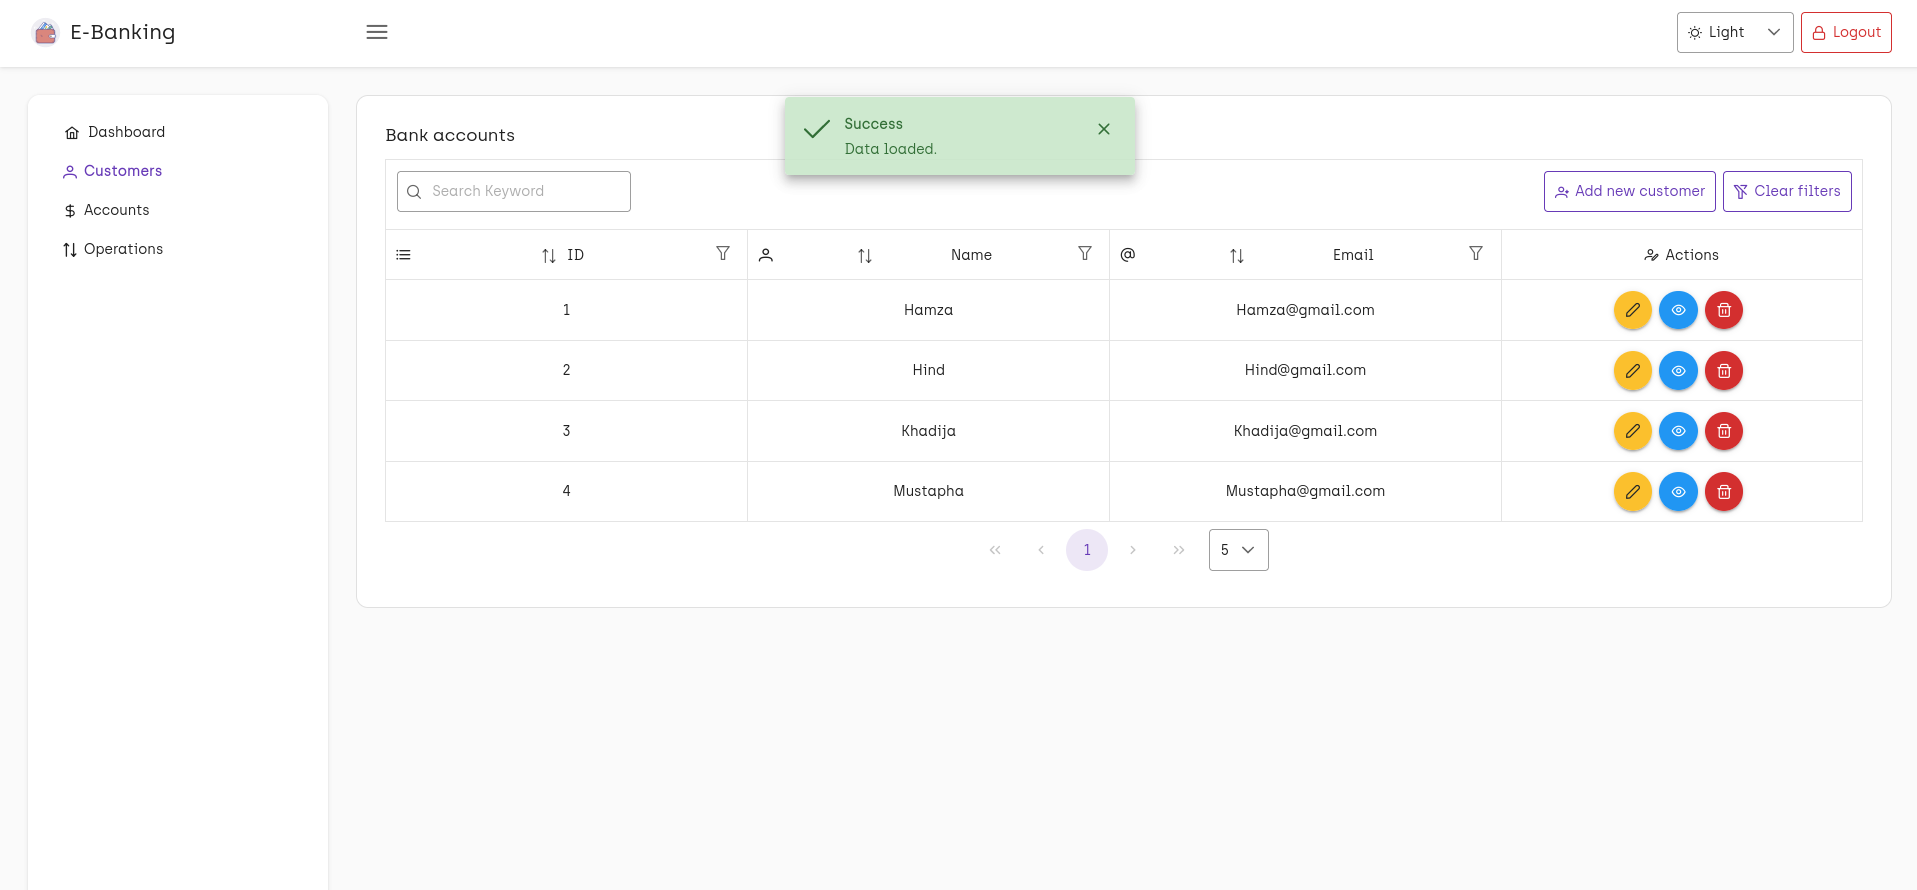 E-Banking
Light
Logout
Dashboard
Customers
Accounts
Operations
Bank accounts
Success
Data loaded.
Search Keyword
Add new customer
Clear filters
ID Name Email Actions
1 Hamza Hamza@gmail.com
2 Hind Hind@gmail.com
3 Khadija Khadija@gmail.com
4 Mustapha Mustapha@gmail.com
1 5